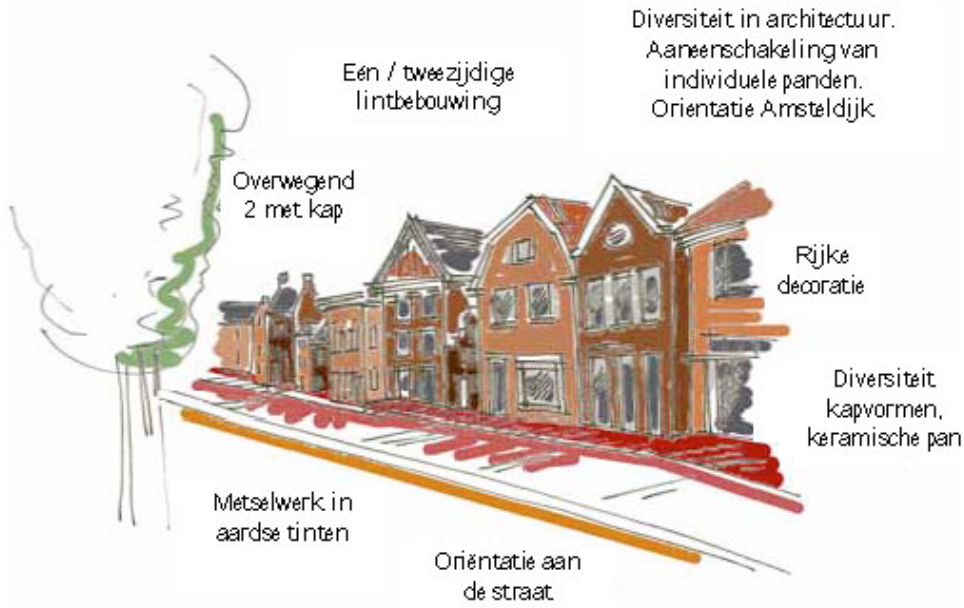 Diversiteit in architectuur.
Aaneenschakeling van
individuele panden.
Orientatie Amsteldijk
Eén / tweezijdige
lintbebouwing
Overwegend
2 met kap
Rijke
decoratie
Diversiteit
kapvormen,
keramische pan
Metselwerk in
aardse tinten
Oriëntatie aan
de straat